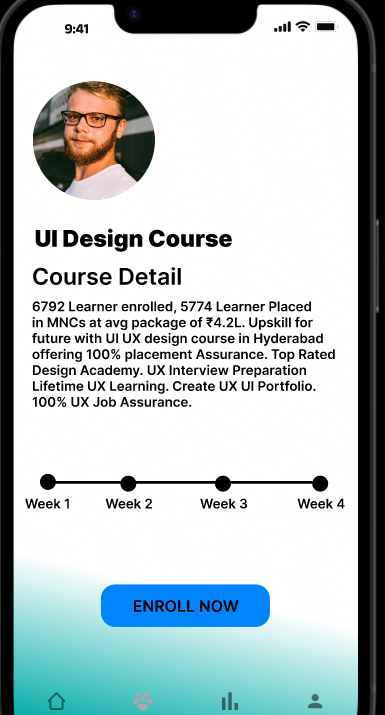 9:41
UI Design Course
Course Detail
6792 Learner enrolled, 5774 Learner Placed
in MNCs at avg package of ₹4.2L. Upskill for
future with UI UX design course in Hyderabad
offering 100% placement Assurance. Top Rated
Design Academy. UX Interview Preparation
Lifetime UX Learning. Create UX UI Portfolio.
100% UX Job Assurance.
Week 1 Week 2 Week 3 Week 4
ENROLL NOW